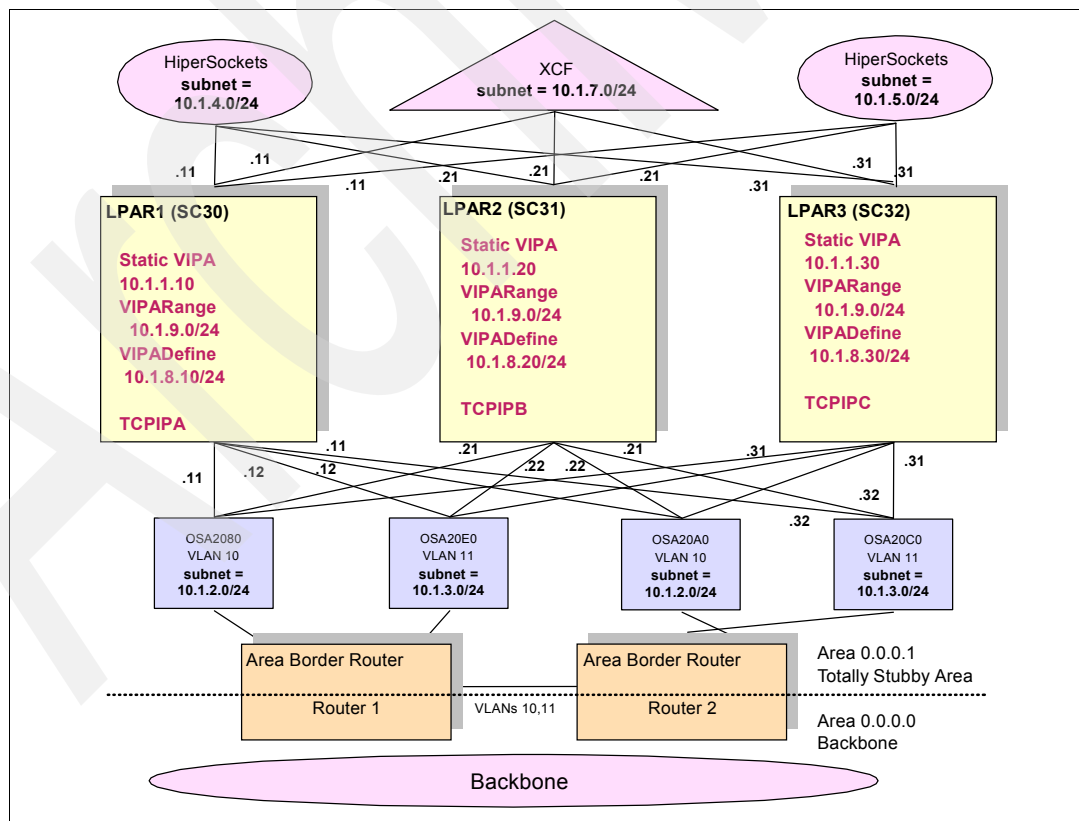 HiperSockets
subnet =
10.1.4.0/24
XCF
subnet = 10.1.7.0/24
HiperSockets
subnet =
10.1.5.0/24
.11
.11
.11
.21
.21
.21
.31
.31
.31
LPAR1 (SC30)
Static VIPA
10.1.1.10
VIPARange
10.1.9.0/24
VIPADefine
10.1.8.10/24
TCPIPA
LPAR2 (SC31)
Static VIPA
10.1.1.20
VIPARange
10.1.9.0/24
VIPADefine
10.1.8.20/24
TCPIPB
LPAR3 (SC32)
Static VIPA
10.1.1.30
VIPARange
10.1.9.0/24
VIPADefine
10.1.8.30/24
TCPIPC
.11
.12
.12
.11
.21
.22
.22
.21
.31
.32
.32
.31
OSA2080
VLAN 10
subnet =
10.1.2.0/24
OSA20E0
VLAN 11
subnet =
10.1.3.0/24
OSA20A0
VLAN 10
subnet =
10.1.2.0/24
OSA20C0
VLAN 11
subnet =
10.1.3.0/24
Area Border Router
Router 1
VLANs 10,11
Area Border Router
Router 2
Area 0.0.0.1
Totally Stubby Area
Area 0.0.0.0
Backbone
Backbone